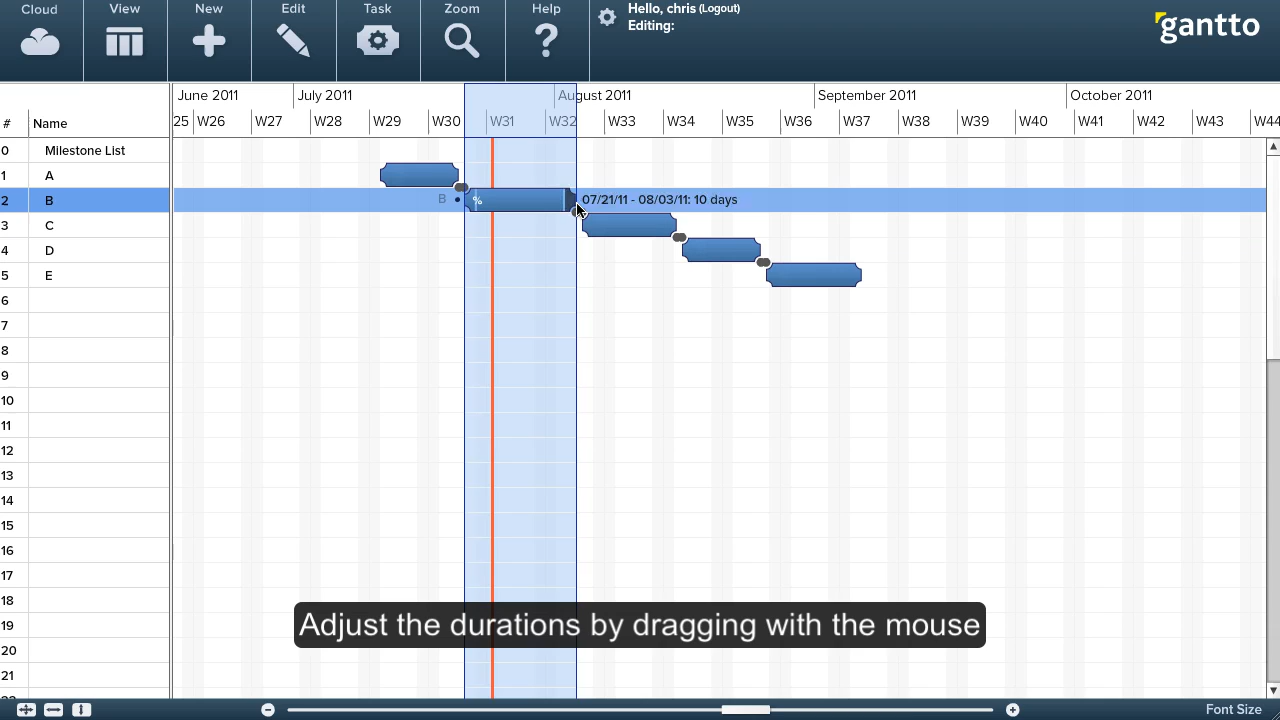 Cloud View New Edit Task Zoom Help
Hello, chris (Logout)
Editing:
gantto
June 2011 July 2011 August 2011 September 2011 October 2011
# Name
25 W26 W27 W28 W29 W30 W31 W32 W33 W34 W35 W36 W37 W38 W39 W40 W41 W42 W43 W44
0 Milestone List
1 A
2 B B % 07/21/11 - 08/03/11: 10 days
3 C
4 D
5 E
6
7
8
9
10
11
12
13
14
15
16
17
18
19
Adjust the durations by dragging with the mouse
20
21
Font Size